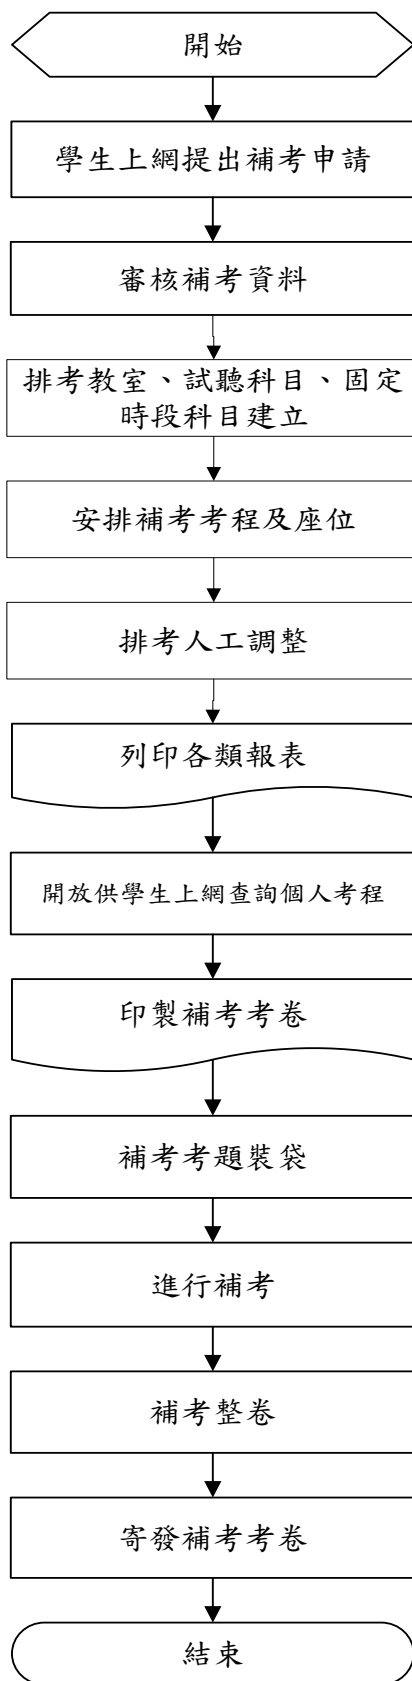 開始
學生上網提出補考申請
審核補考資料
排考教室、試聽科目、固定
時段科目建立
安排補考考程及座位
排考人工調整
列印各類報表
開放供學生上網查詢個人考程
印製補考考卷
補考考題裝袋
進行補考
補考整卷
寄發補考考卷
結束